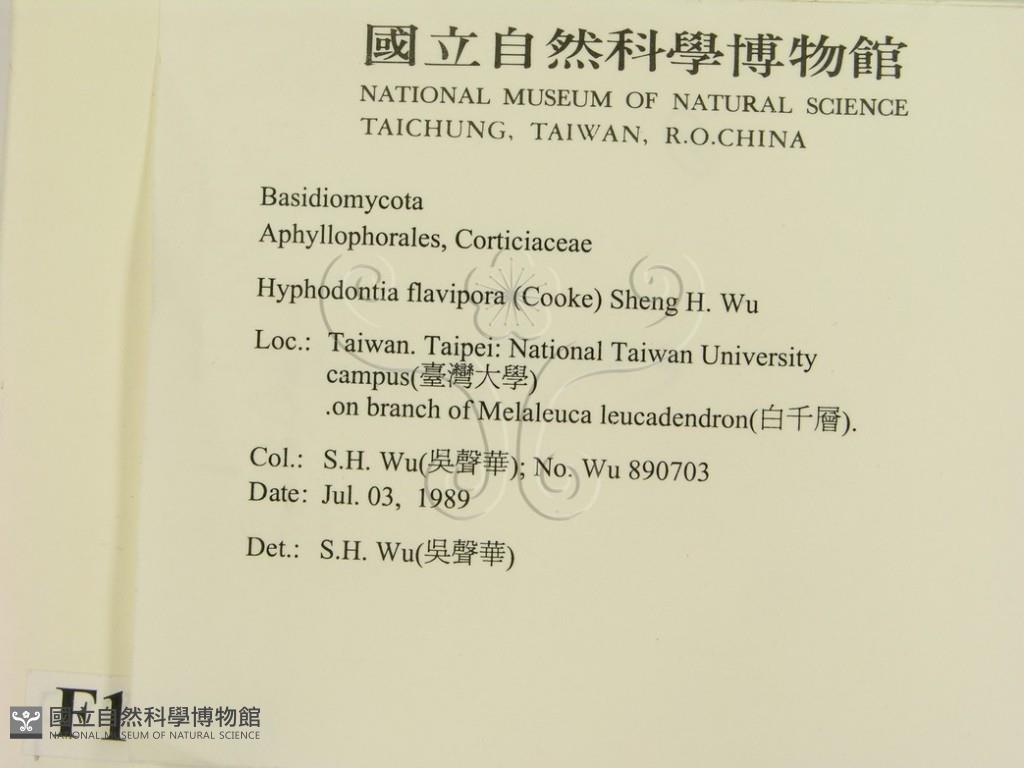 國立自然科學博物館
NATIONAL MUSEUM OF NATURAL SCIENCE
TAICHUNG, TAIWAN, R.O.CHINA
Basidiomycota
Aphyllophorales, Corticiaceae
Hyphodontia flavipora (Cooke) Sheng H. Wu
Loc.: Taiwan. Taipei: National Taiwan University
campus(臺灣大學)
.on branch of Melaleuca leucadendron(白千層).
Col.: S.H. Wu(吳聲華); No. Wu 890703
Date: Jul. 03, 1989
Det.: S.H. Wu(吳聲華)
F1
國立自然科學博物館
NATIONAL MUSEUM OF NATURAL SCIENCE